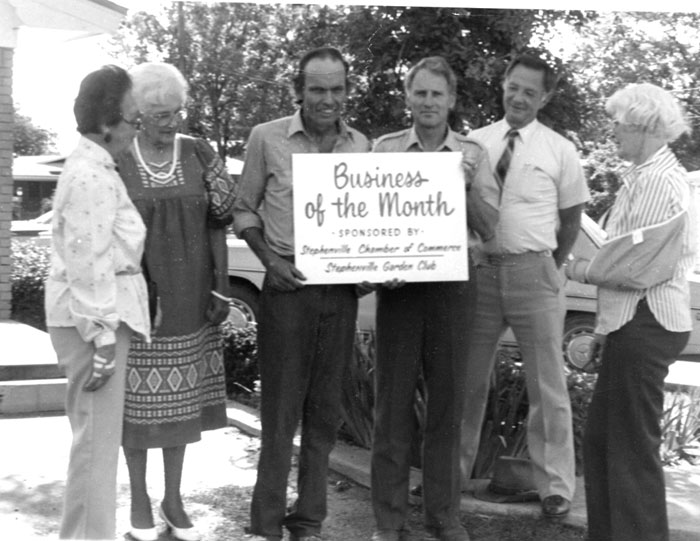 Business
of the Month
- SPONSORED BY -
Stephenville Chamber of Commerce
Stephenville Garden Club